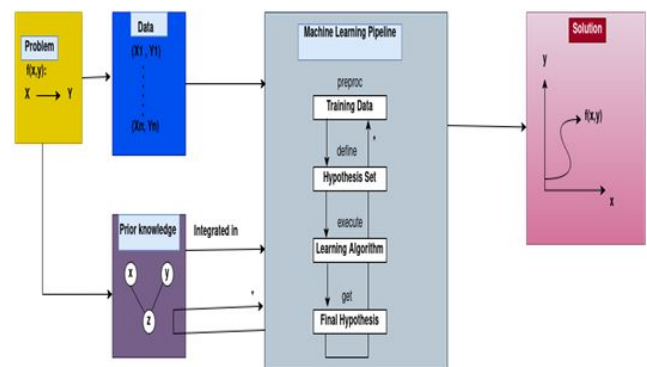 Problem
f(x,y):
X Y
Data
(X1 , Y1)
(Xn, Yn)
Prior knowledge
x y
z
Integrated in
*
Machine Learning Pipeline
preproc
Training Data
*
define
Hypothesis Set
execute
Learning Algorithm
get
Final Hypothesis
Solution
y
f(x,y)
x